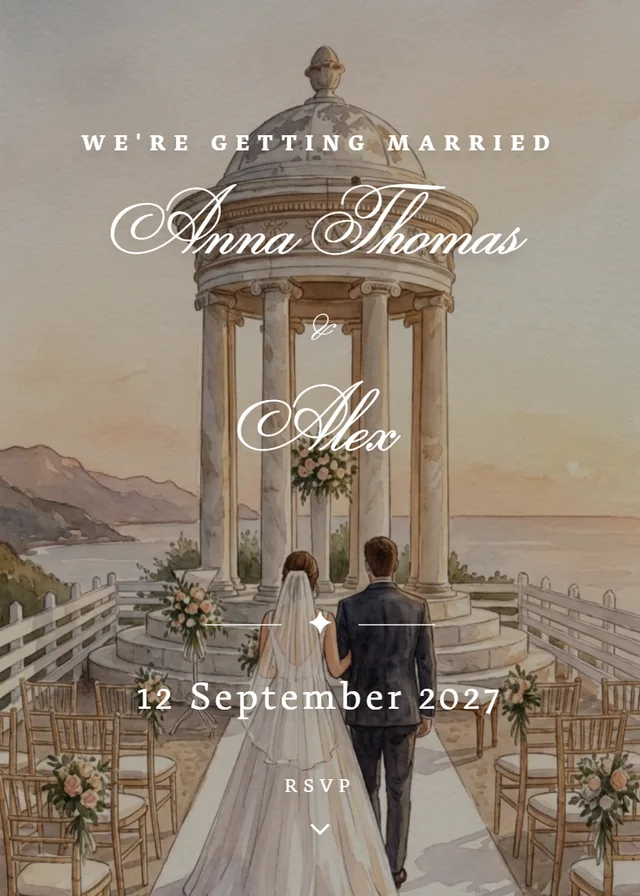 WE'RE GETTING MARRIED
Anna Thomas
&
Alex
12 September 2027
RSVP